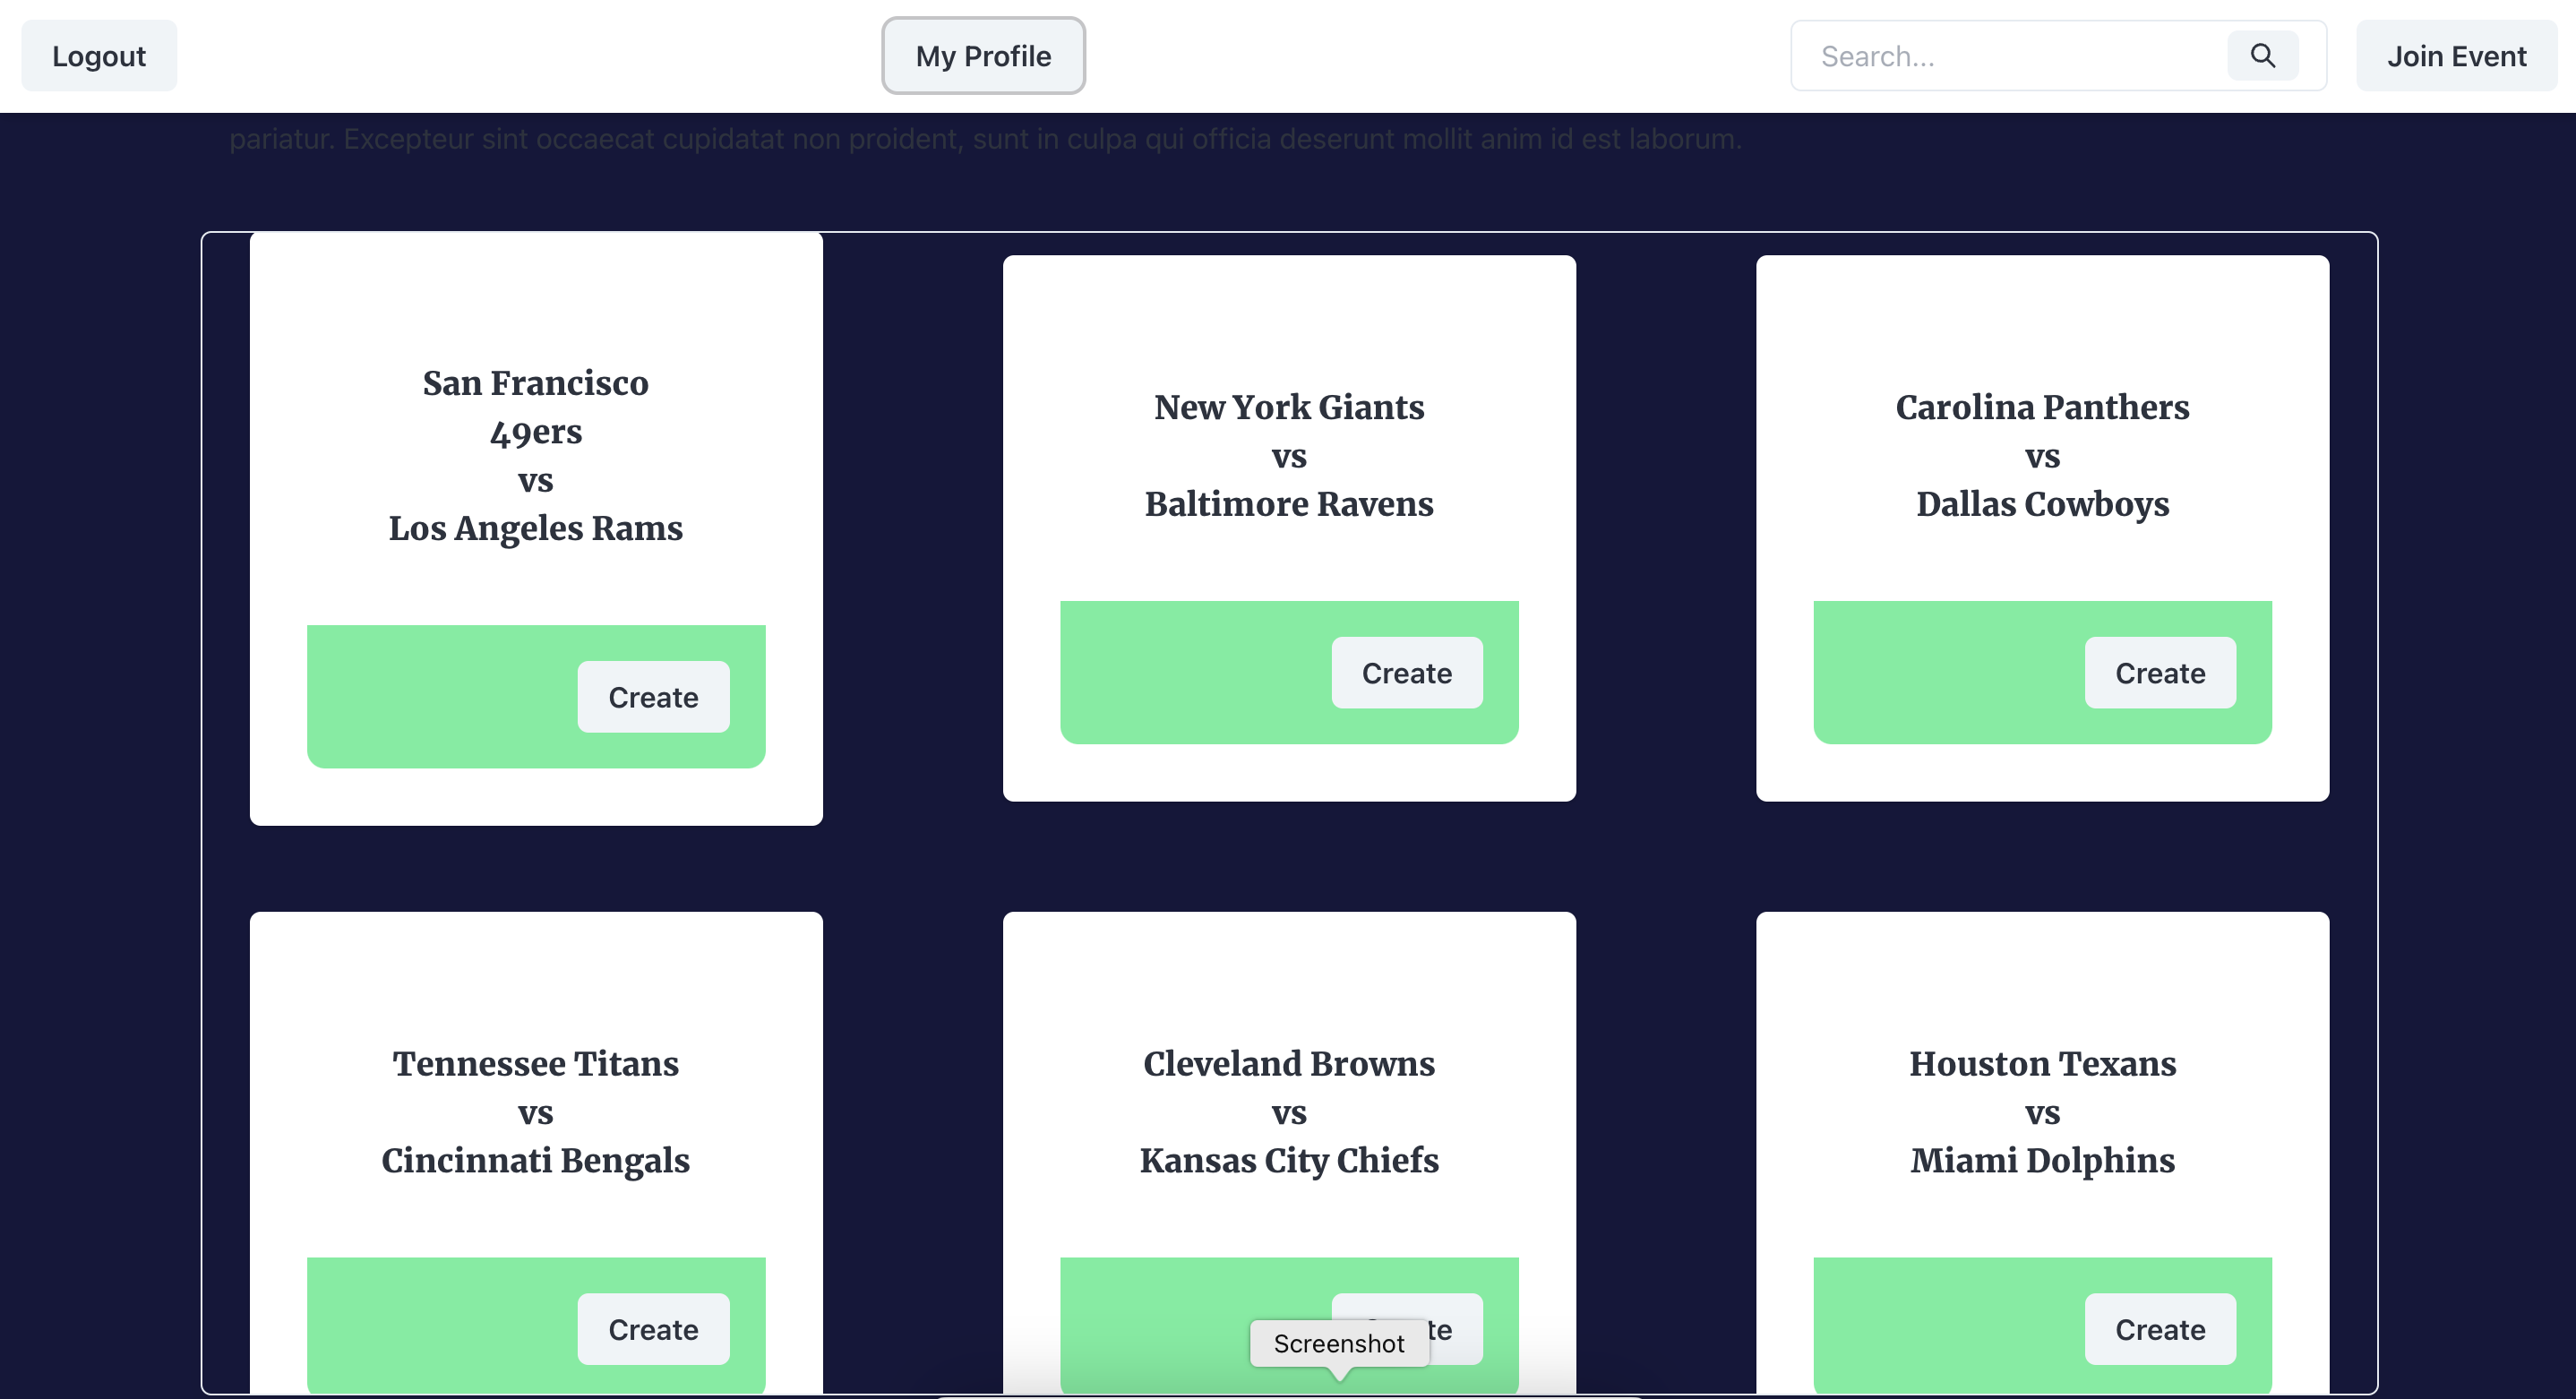 Logout
My Profile
Search...
Join Event
pariatur. Excepteur sint occaecat cupidatat non proident, sunt in culpa qui officia deserunt mollit anim id est laborum.
San Francisco
49ers
vs
Los Angeles Rams
Create
New York Giants
vs
Baltimore Ravens
Create
Carolina Panthers
vs
Dallas Cowboys
Create
Tennessee Titans
vs
Cincinnati Bengals
Create
Cleveland Browns
vs
Kansas City Chiefs
Screenshot
Houston Texans
vs
Miami Dolphins
Create